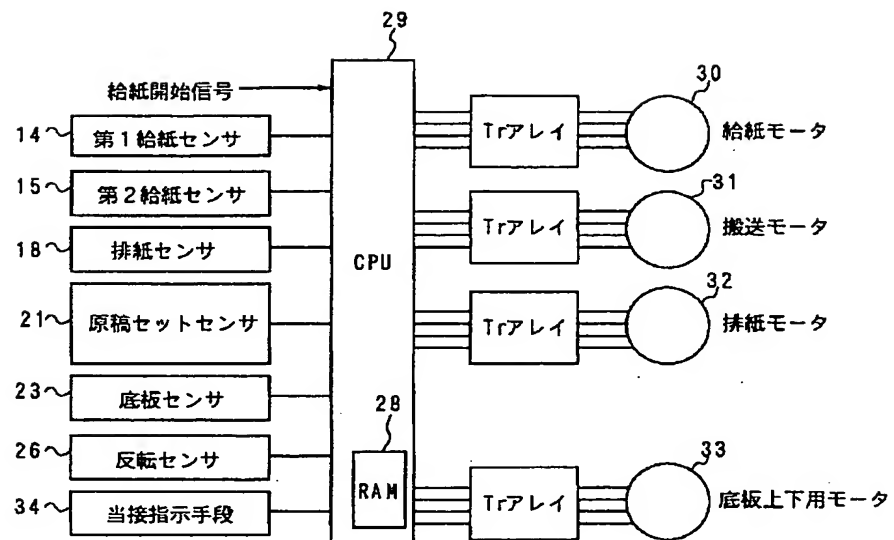 29
給紙開始信号
14 第1給紙センサ
15 第2給紙センサ
18 排紙センサ
21 原稿セットセンサ
23 底板センサ
26 反転センサ
34 当接指示手段
CPU
28
RAM
Trアレイ
30
給紙モータ
Trアレイ
31
搬送モータ
Trアレイ
32
排紙モータ
Trアレイ
33
底板上下用モータ